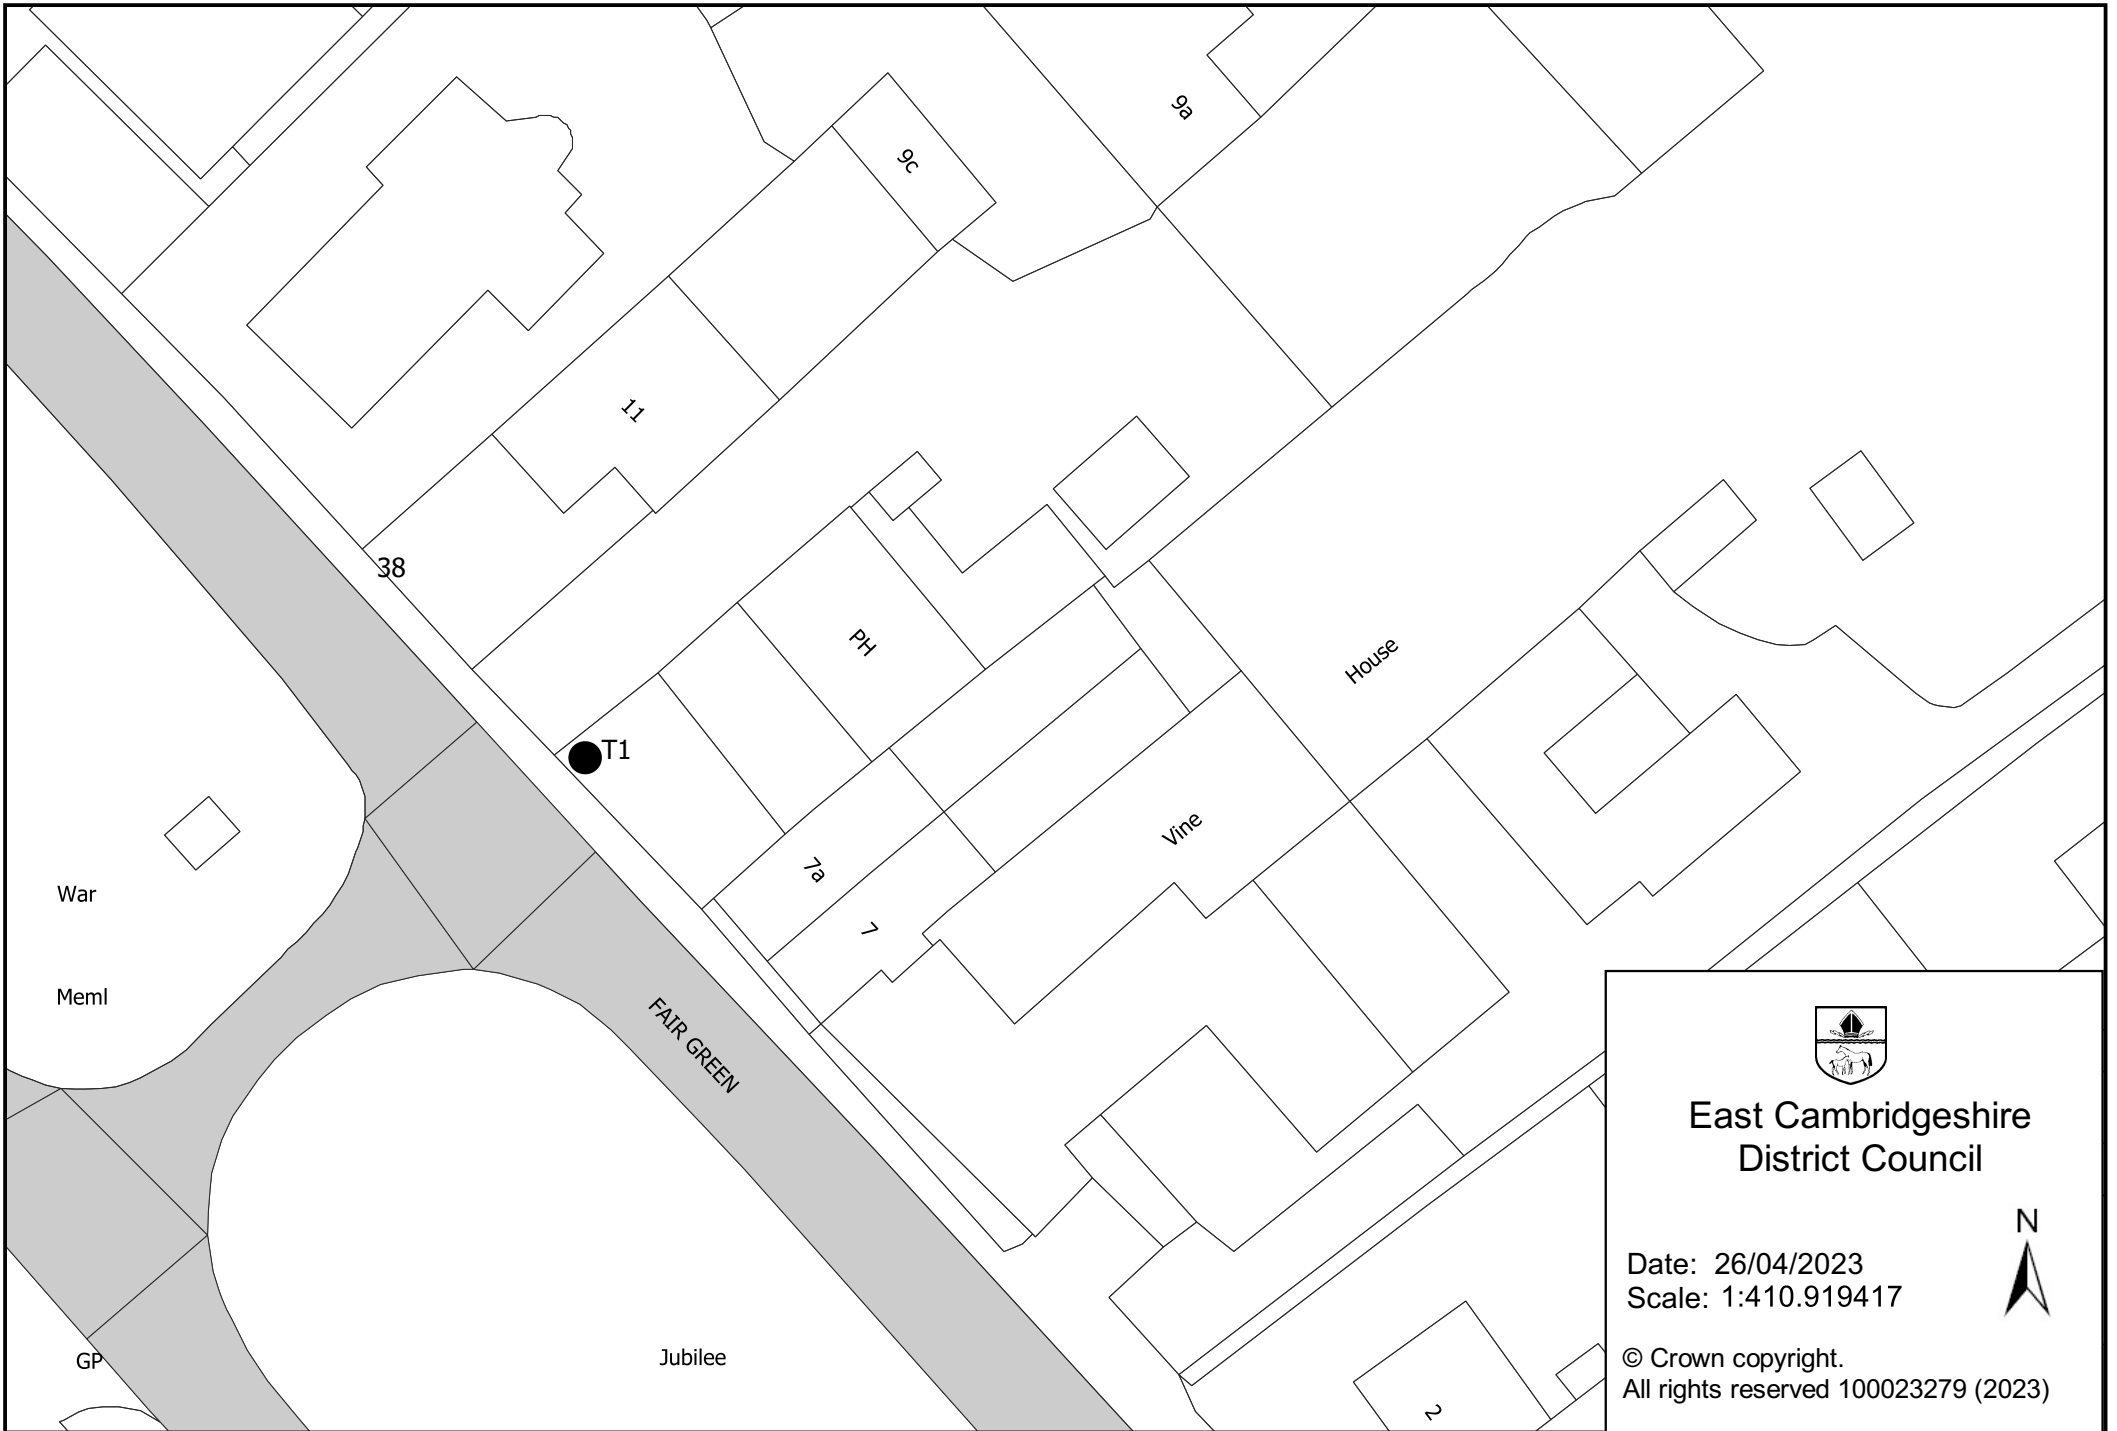 9a
9c
11
38
PH
House
T1
Vine
7a
War
7
Meml
FAIR GREEN
GP
Jubilee
2
East Cambridgeshire
District Council
N
Date: 26/04/2023
Scale: 1:410.919417
© Crown copyright.
All rights reserved 100023279 (2023)